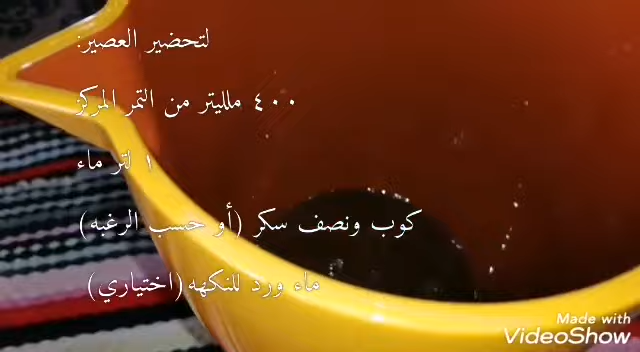 لتحضير العصير:
٤٠٠ ملليتر من التمر المركز
١ لتر ماء
كوب ونصف سكر (أو حسب الرغبه)
ماء ورد للنكهه (اختياري)
Made with
VideoShow